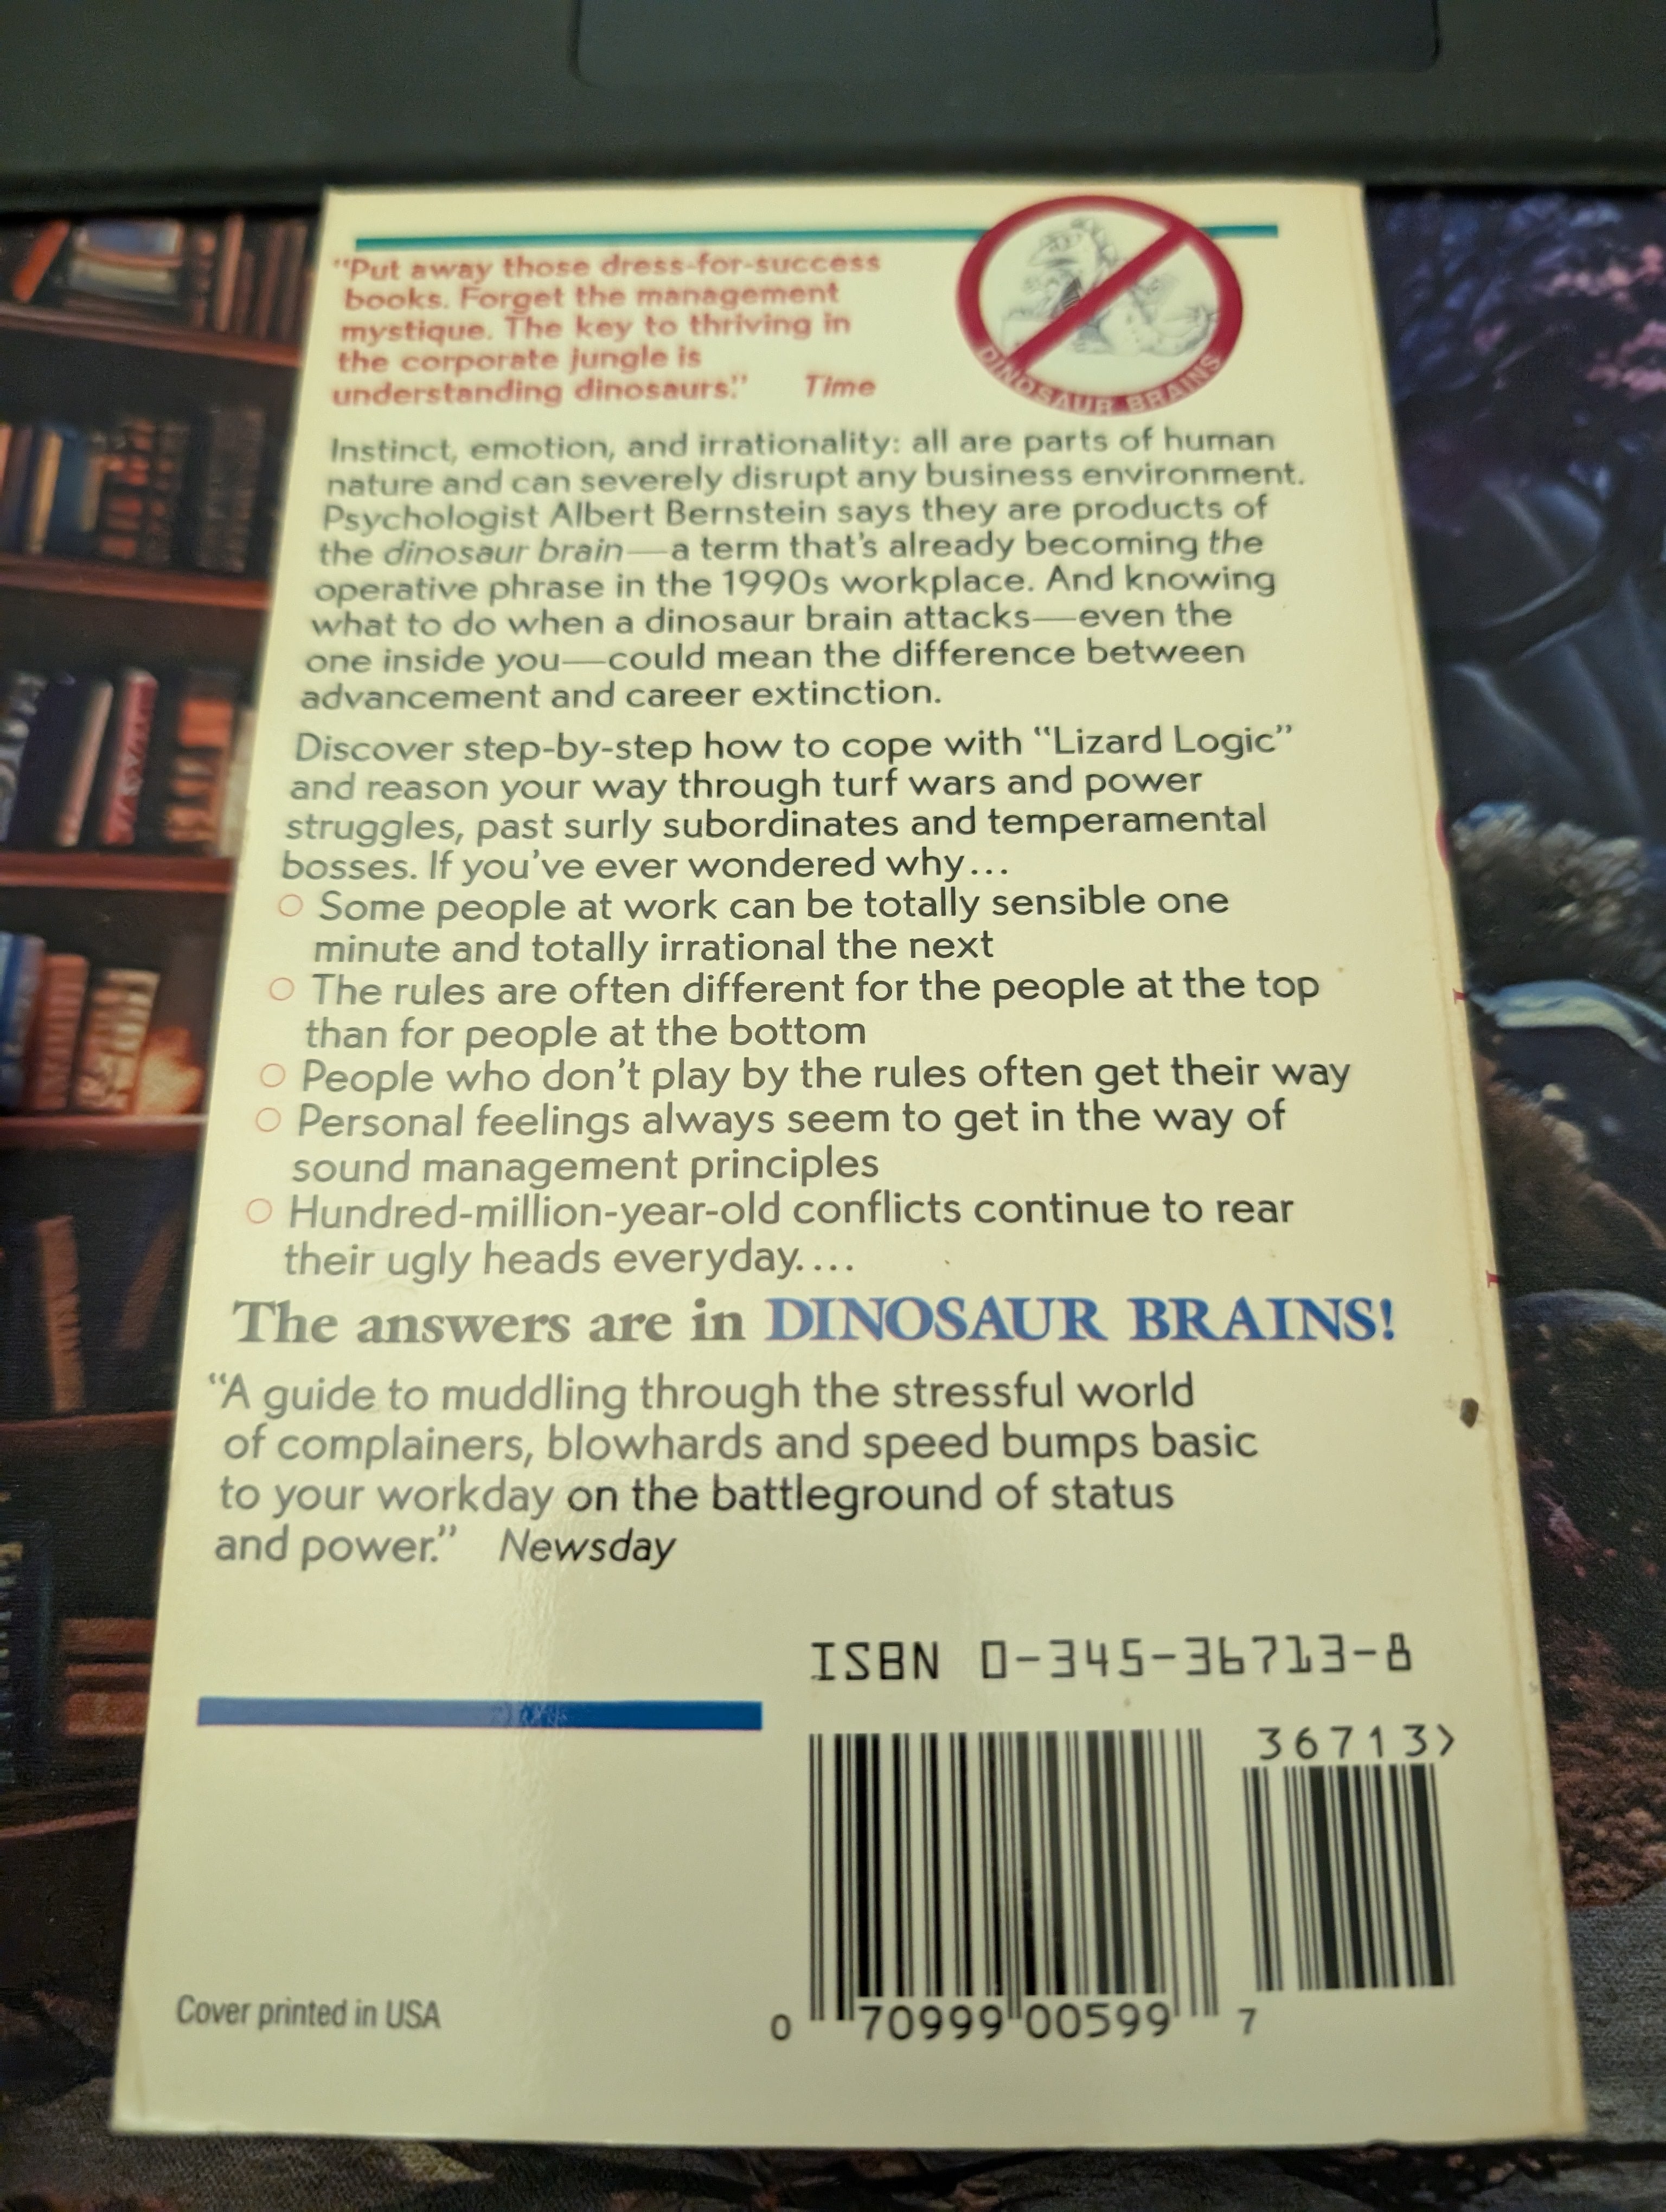 "Put away those dress-for-success
books. Forget the management
mystique. The key to thriving in
the corporate jungle is
understanding dinosaurs." Time
DINOSAUR BRAINS
Instinct, emotion, and irrationality: all are parts of human
nature and can severely disrupt any business environment.
Psychologist Albert Bernstein says they are products of
the dinosaur brain—a term that's already becoming the
operative phrase in the 1990s workplace. And knowing
what to do when a dinosaur brain attacks—even the
one inside you—could mean the difference between
advancement and career extinction.
Discover step-by-step how to cope with "Lizard Logic"
and reason your way through turf wars and power
struggles, past surly subordinates and temperamental
bosses. If you've ever wondered why...
○ Some people at work can be totally sensible one
minute and totally irrational the next
○ The rules are often different for the people at the top
than for people at the bottom
○ People who don't play by the rules often get their way
○ Personal feelings always seem to get in the way of
sound management principles
○ Hundred-million-year-old conflicts continue to rear
their ugly heads everyday....
The answers are in DINOSAUR BRAINS!
"A guide to muddling through the stressful world
of complainers, blowhards and speed bumps basic
to your workday on the battleground of status
and power." Newsday
ISBN 0-345-36713-8
36713>
0 70999 00599 7
Cover printed in USA